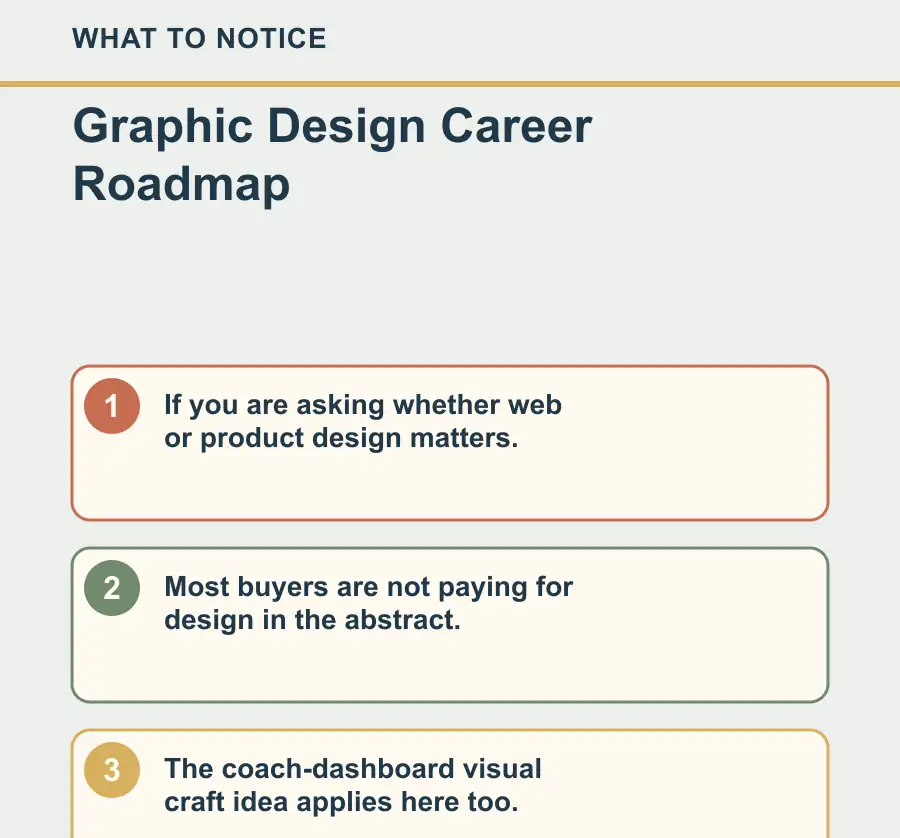 WHAT TO NOTICE
Graphic Design Career
Roadmap
1
If you are asking whether web
or product design matters.
2
Most buyers are not paying for
design in the abstract.
3
The coach-dashboard visual
craft idea applies here too.